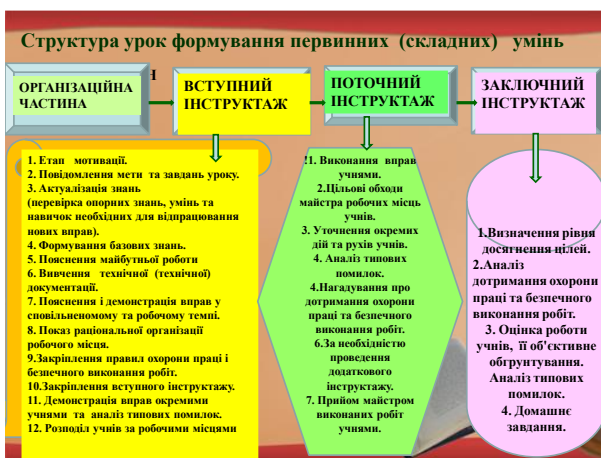 Структура урок формування первинних (складних) умінь
н
ОРГАНІЗАЦІЙНА
ЧАСТИНА
ВСТУПНИЙ
ІНСТРУКТАЖ
ПОТОЧНИЙ
ІНСТРУКТАЖ
ЗАКЛЮЧНИЙ
ІНСТРУКТАЖ
1. Етап мотивації.
2. Повідомлення мети та завдань уроку.
3. Актуалізація знань
(перевірка опорних знань, умінь та
навичок необхідних для відпрацювання
нових вправ).
4. Формування базових знань.
5. Пояснення майбутньої роботи
6. Вивчення технічної (технічної)
документації.
7. Пояснення і демонстрація вправ у
сповільненому та робочому темпі.
8. Показ раціональної організації
робочого місця.
9.Закріплення правил охорони праці і
безпечного виконання робіт.
10.Закріплення вступного інструктажу.
11. Демонстрація вправ окремими
учнями та аналіз типових помилок.
12. Розподіл учнів за робочими місцями
!1. Виконання вправ
учнями.
2.Цільові обходи
майстра робочих місць
учнів.
3. Уточнення окремих
дій та рухів учнів.
4. Аналіз типових
помилок.
4.Нагадування про
дотримання охорони
праці та безпечного
виконання робіт.
6.За необхідністю
проведення
додаткового
інструктажу.
7. Прийом майстром
виконаних робіт
учнями.
1.Визначення рівня
досягнення цілей.
2.Аналіз
дотримання охорони
праці та безпечного
виконання робіт.
3. Оцінка роботи
учнів, її об'єктивне
обгрунтування.
Аналіз типових
помилок.
4. Домашнє
завдання.